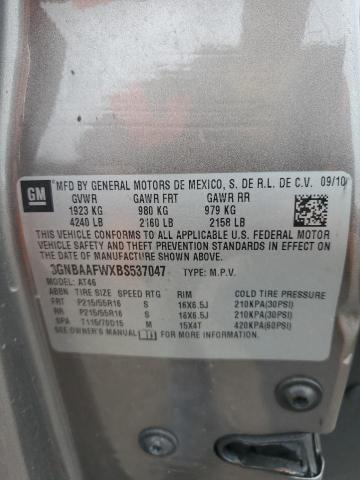 GM
MFD BY GENERAL MOTORS DE MEXICO, S. DE R.L. DE C.V. 09/10
GVWR GAWR FRT GAWR RR
1923 KG 980 KG 979 KG
4240 LB 2160 LB 2158 LB
THIS VEHICLE CONFORMS TO ALL APPLICABLE U.S. FEDERAL MOTOR
VEHICLE SAFETY, BUMPER, AND THEFT PREVENTION STANDARDS IN
EFFECT ON THE DATE OF MANUFACTURE SHOWN ABOVE.
3GNBAAFWXBS537047 TYPE: M.P.V.
MODEL: AT46
ABBN TIRE SIZE SPEED RTG RIM COLD TIRE PRESSURE
FRT P215/55R16 S 16X6.5J 210KPA(30PSI)
RR P215/55R16 S 16X6.5J 210KPA(30PSI)
SPA T115/70D15 M 15X4T 420KPA(60PSI)
SEE OWNER'S MANUAL FOR MORE INFORMATION.